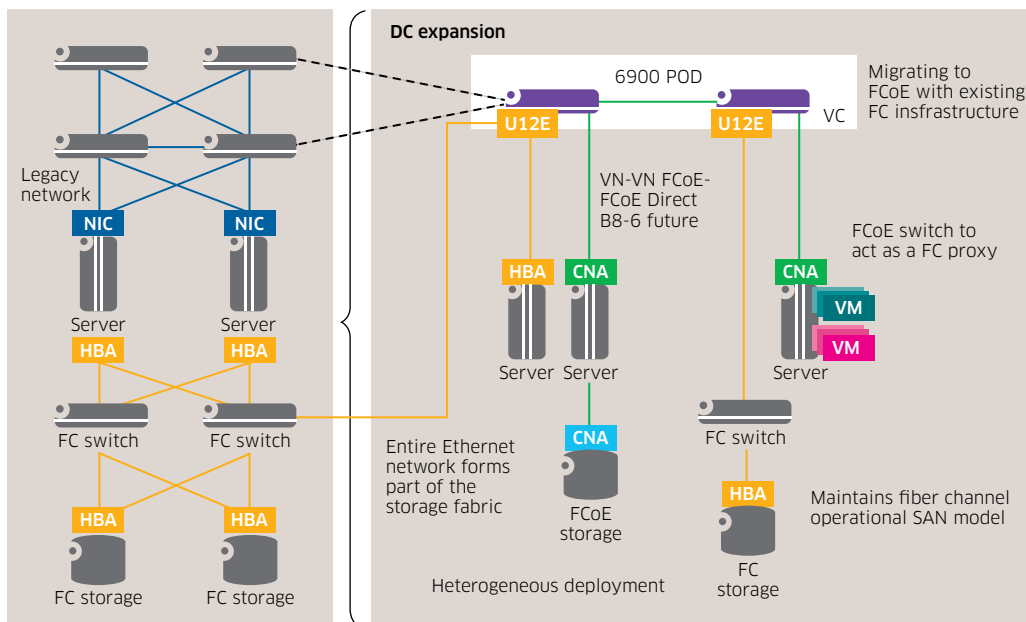 Legacy
network
NIC
NIC
Server
Server
HBA
HBA
FC switch
FC switch
HBA
HBA
FC storage
FC storage
DC expansion
6900 POD
U12E
U12E
VC
Migrating to
FCoE with existing
FC insfrastructure
VN-VN FCoE-
FCoE Direct
B8-6 future
FCoE switch to
act as a FC proxy
HBA
CNA
CNA
VM
VM
Server
Server
Server
Entire Ethernet
network forms
part of the
storage fabric
CNA
FCoE
storage
FC switch
HBA
FC
storage
Maintains fiber channel
operational SAN model
Heterogeneous deployment